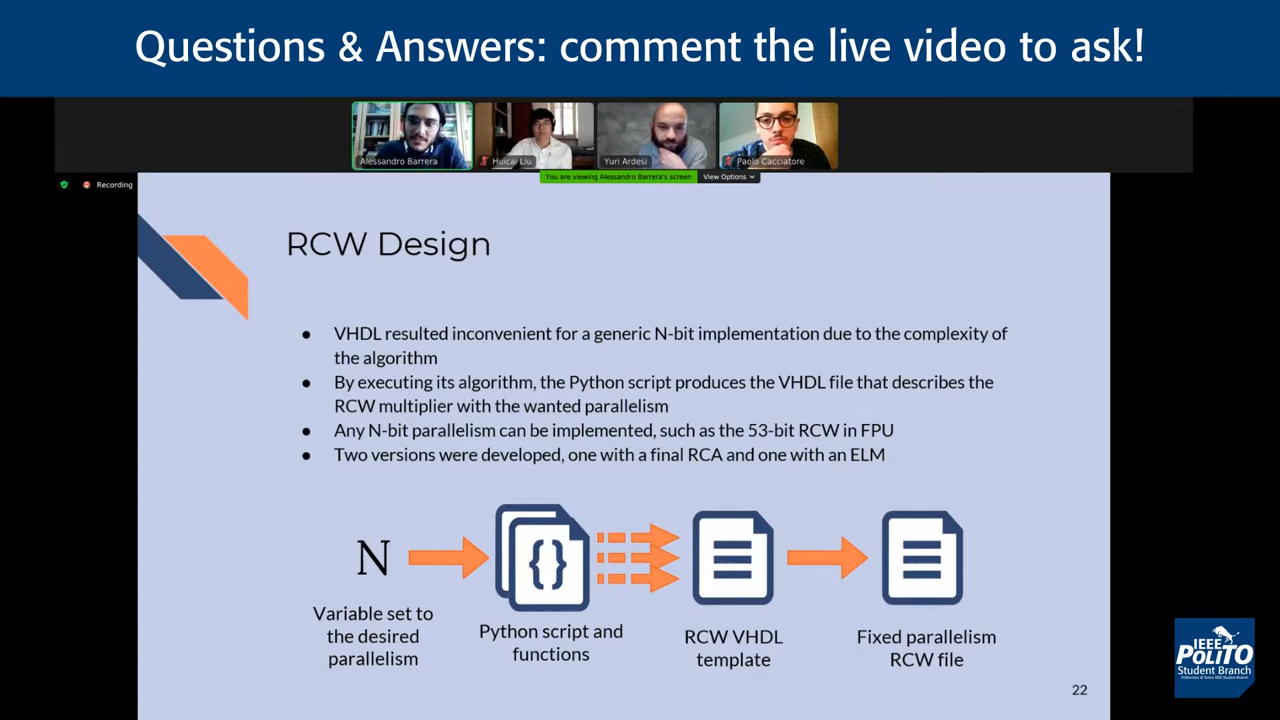 Questions & Answers: comment the live video to ask!
Alessandro Barrera
Huicai Liu
Yuri Ardesi
Paolo Cacciatore
You are viewing Alessandro Barrera's screen
View Options
Recording
RCW Design
● VHDL resulted inconvenient for a generic N-bit implementation due to the complexity of
the algorithm
● By executing its algorithm, the Python script produces the VHDL file that describes the
RCW multiplier with the wanted parallelism
● Any N-bit parallelism can be implemented, such as the 53-bit RCW in FPU
● Two versions were developed, one with a final RCA and one with an ELM
N
{}
Variable set to
the desired
parallelism
Python script and
functions
RCW VHDL
template
Fixed parallelism
RCW file
22
IEEE
POLITO
Student Branch